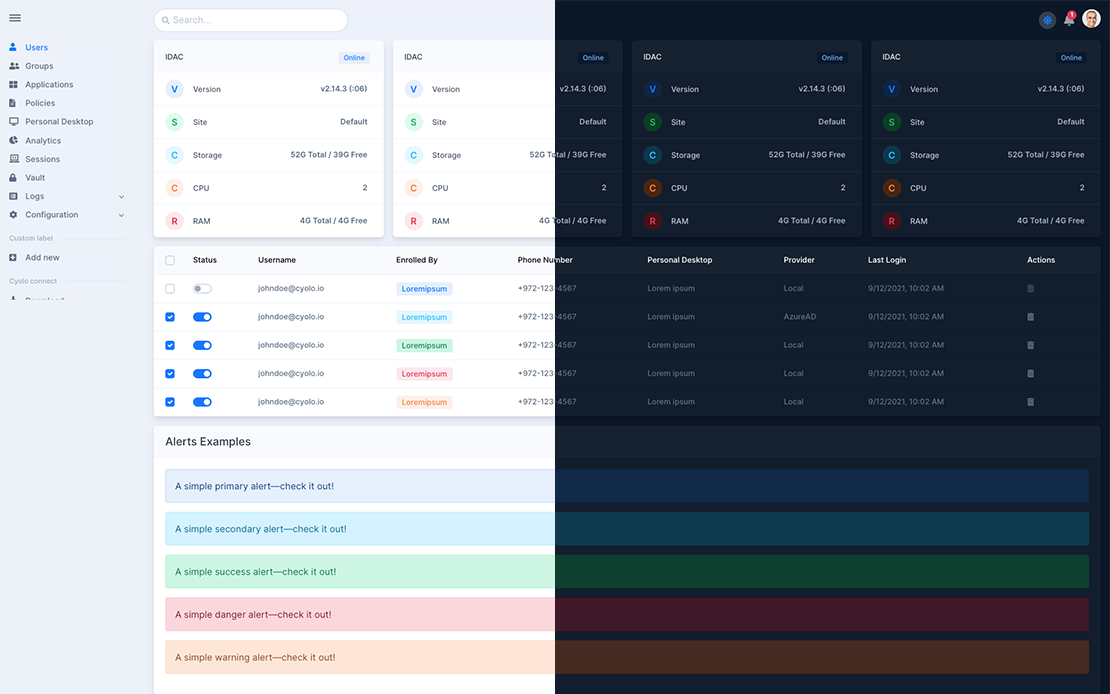 Search...
1
Users
Groups
Applications
Policies
Personal Desktop
Analytics
Sessions
Vault
Logs
Configuration
Custom label
Add new
Cyolo connect
Download
IDAC Online
V Version v2.14.3 (:06)
S Site Default
C Storage 52G Total / 39G Free
C CPU 2
R RAM 4G Total / 4G Free
IDAC Online
V Version v2.14.3 (:06)
S Site Default
C Storage 52G Total / 39G Free
C CPU 2
R RAM 4G Total / 4G Free
IDAC Online
V Version v2.14.3 (:06)
S Site Default
C Storage 52G Total / 39G Free
C CPU 2
R RAM 4G Total / 4G Free
IDAC Online
V Version v2.14.3 (:06)
S Site Default
C Storage 52G Total / 39G Free
C CPU 2
R RAM 4G Total / 4G Free
Status Username Enrolled By Phone Number Personal Desktop Provider Last Login Actions
johndoe@cyolo.io Loremipsum +972-123-4567 Lorem ipsum Local 9/12/2021, 10:02 AM
johndoe@cyolo.io Loremipsum +972-123-4567 Lorem ipsum AzureAD 9/12/2021, 10:02 AM
johndoe@cyolo.io Loremipsum +972-123-4567 Lorem ipsum Local 9/12/2021, 10:02 AM
johndoe@cyolo.io Loremipsum +972-123-4567 Lorem ipsum Local 9/12/2021, 10:02 AM
johndoe@cyolo.io Loremipsum +972-123-4567 Lorem ipsum Local 9/12/2021, 10:02 AM
Alerts Examples
A simple primary alert—check it out!
A simple secondary alert—check it out!
A simple success alert—check it out!
A simple danger alert—check it out!
A simple warning alert—check it out!